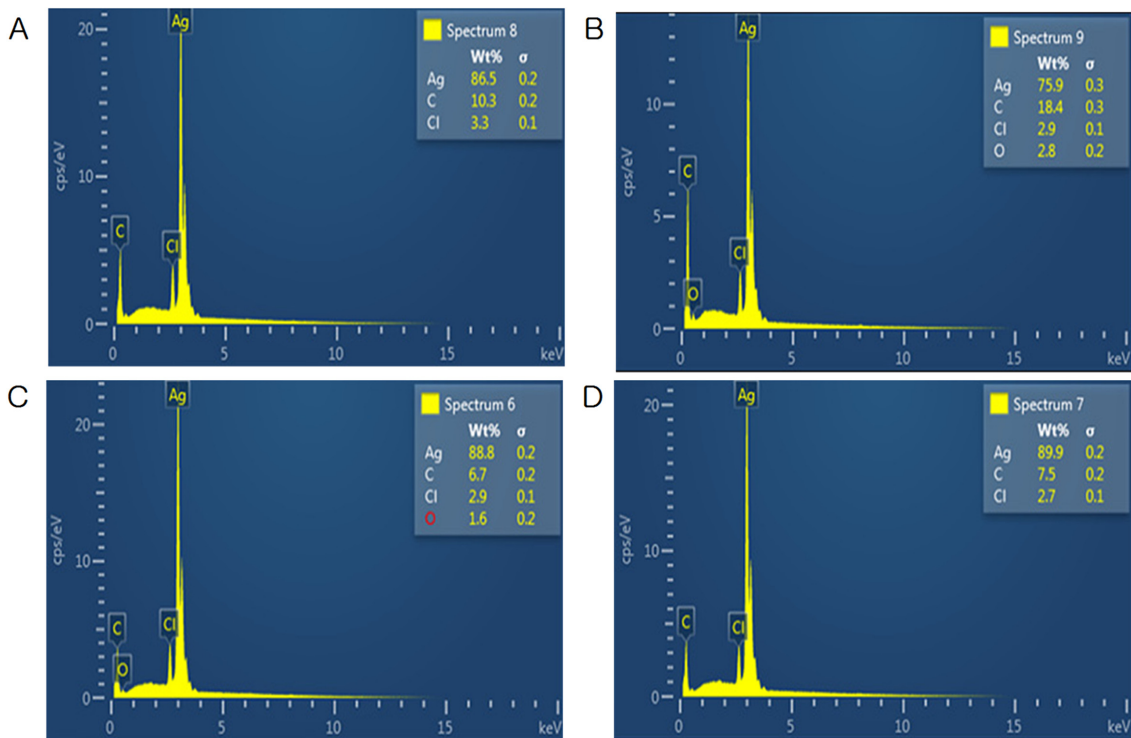 A
20
10
0
cps/eV
Ag
C
Cl
Spectrum 8
Wt% σ
Ag 86.5 0.2
C 10.3 0.2
Cl 3.3 0.1
0 5 10 15 keV
B
10
5
0
cps/eV
Ag
C
Cl
O
Spectrum 9
Wt% σ
Ag 75.9 0.3
C 18.4 0.3
Cl 2.9 0.1
O 2.8 0.2
0 5 10 15 keV
C
20
10
0
cps/eV
Ag
C
Cl
O
Spectrum 6
Wt% σ
Ag 88.8 0.2
C 6.7 0.2
Cl 2.9 0.1
O 1.6 0.2
0 5 10 15 keV
D
20
10
0
cps/eV
Ag
C
Cl
Spectrum 7
Wt% σ
Ag 89.9 0.2
C 7.5 0.2
Cl 2.7 0.1
0 5 10 15 keV